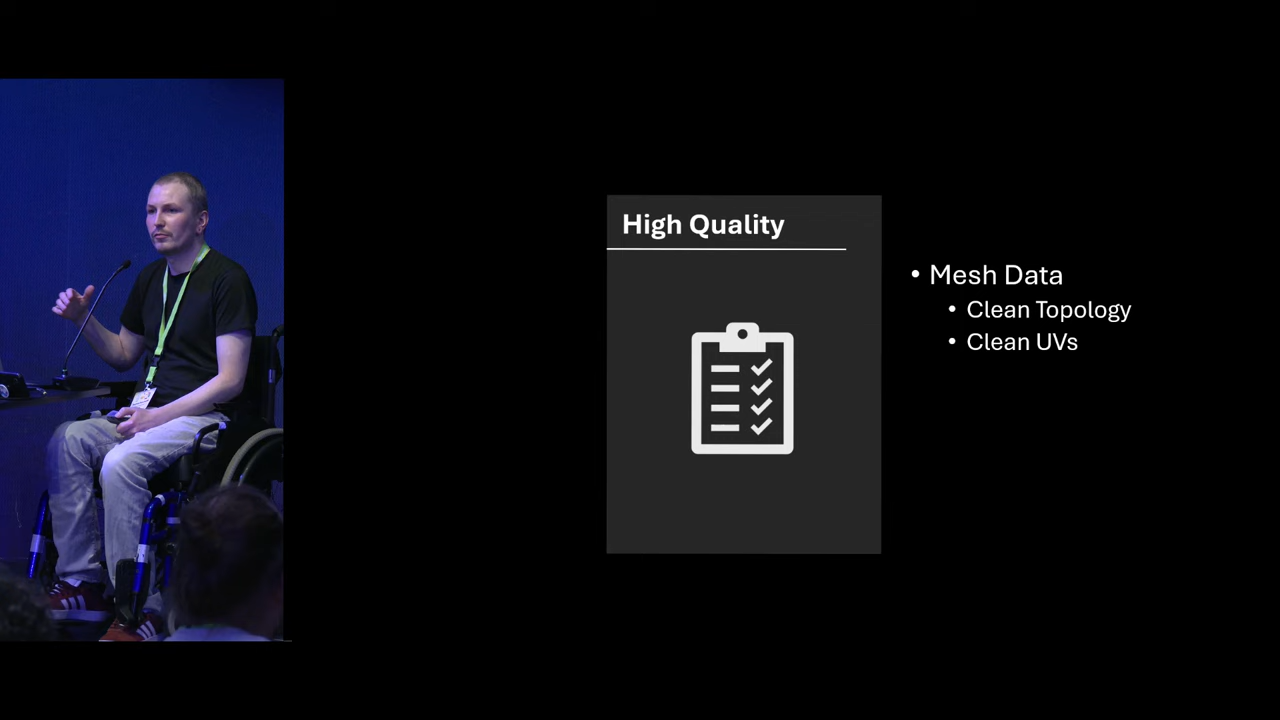 High Quality
• Mesh Data
• Clean Topology
• Clean UVs